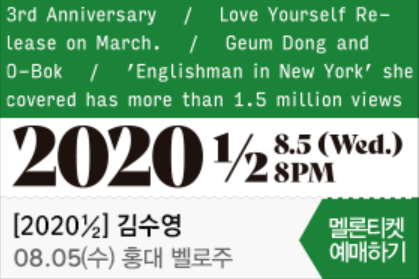 3rd Anniversary / Love Yourself Re-
lease on March. / Geum Dong and
O-Bok / 'Englishman in New York' she
covered has more than 1.5 million views
2020 ½ 8.5 (Wed.)
8PM
[2020½] 김수영
08.05(수) 홍대 벨로주
멜론티켓
예매하기